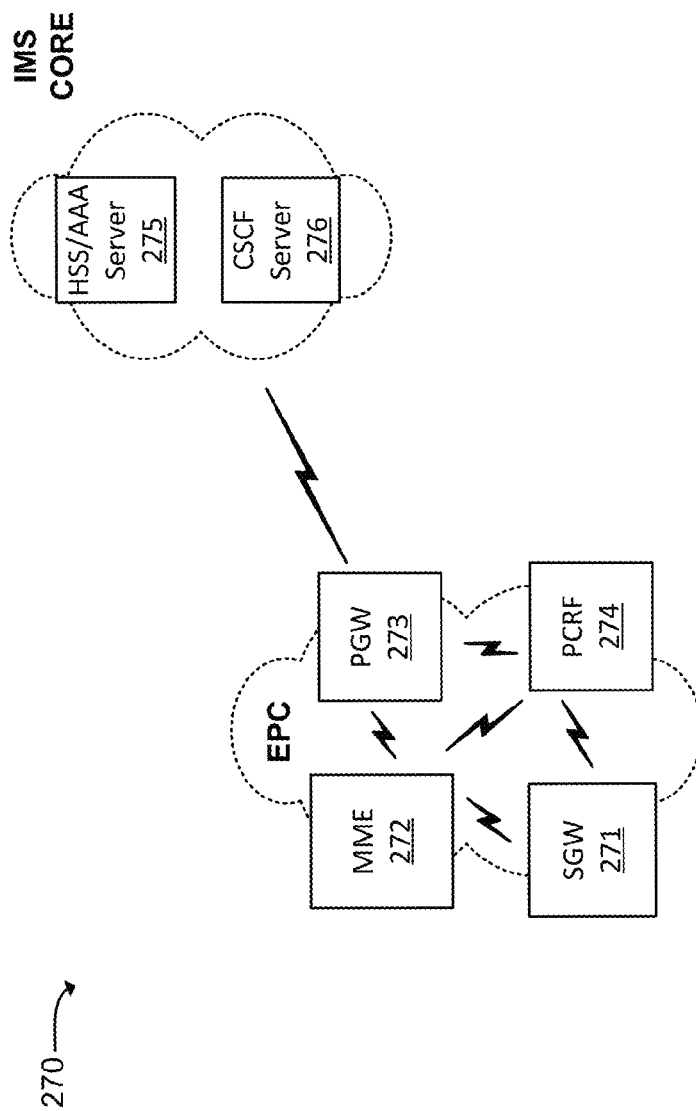 270
EPC
MME
272
PGW
273
SGW
271
PCRF
274
IMS
CORE
HSS/AAA
Server
275
CSCF
Server
276